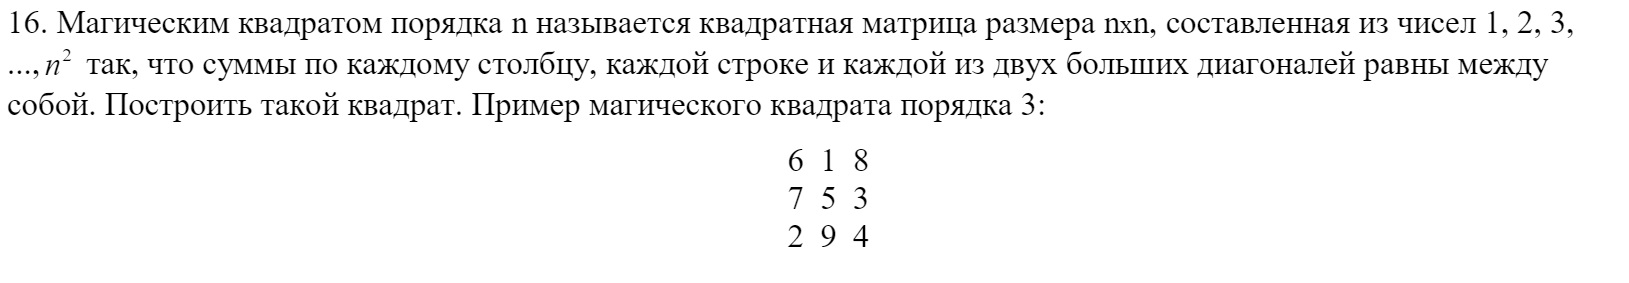 16. Магическим квадратом порядка n называется квадратная матрица размера nxn, составленная из чисел 1, 2, 3,
..., n² так, что суммы по каждому столбцу, каждой строке и каждой из двух больших диагоналей равны между
собой. Построить такой квадрат. Пример магического квадрата порядка 3:
6 1 8
7 5 3
2 9 4